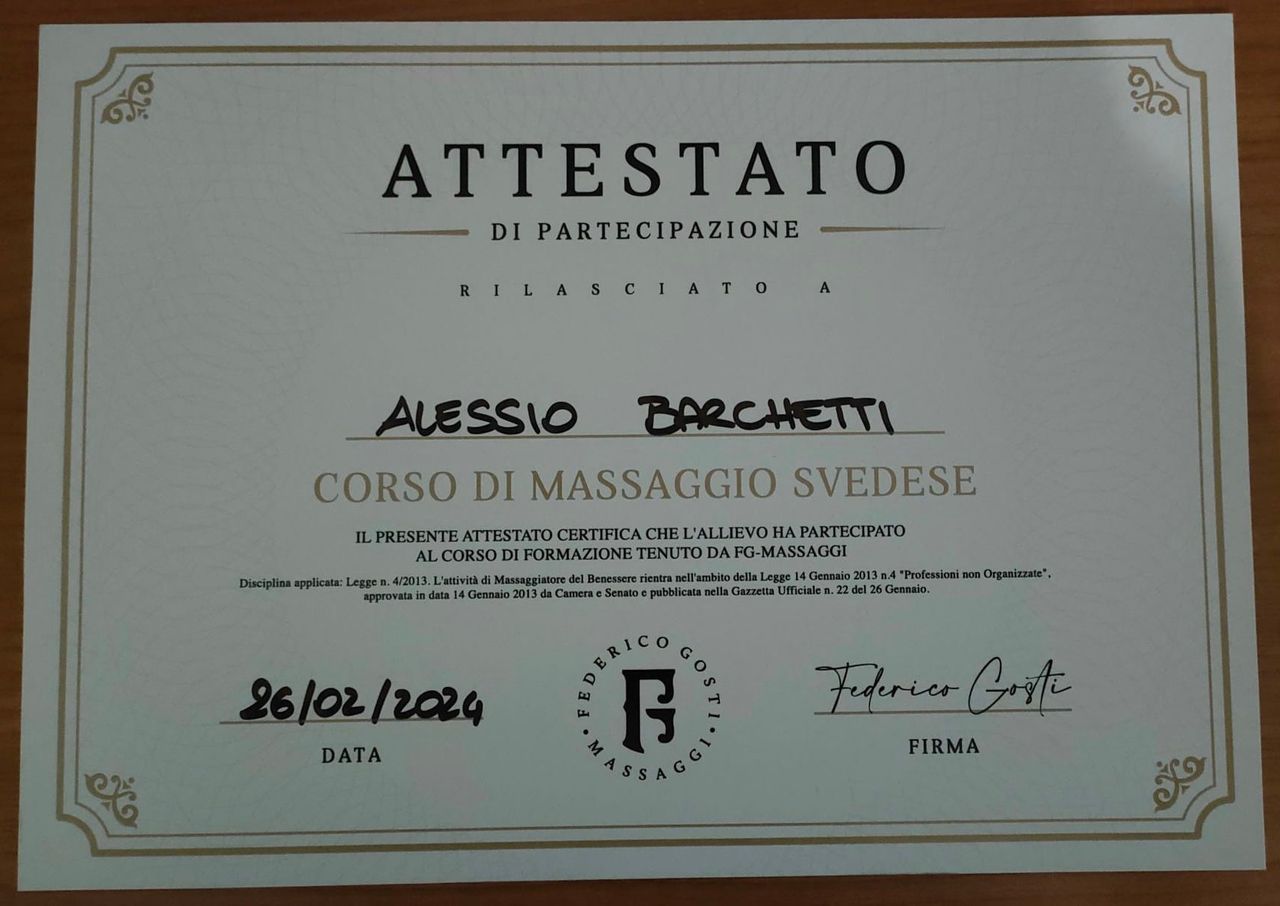 ATTESTATO
DI PARTECIPAZIONE
RILASCIATO A
ALESSIO BARCHETTI
CORSO DI MASSAGGIO SVEDESE
IL PRESENTE ATTESTATO CERTIFICA CHE L'ALLIEVO HA PARTECIPATO
AL CORSO DI FORMAZIONE TENUTO DA FG-MASSAGGI
Disciplina applicata: Legge n. 4/2013. L'attività di Massaggiatore del Benessere rientra nell'ambito della Legge 14 Gennaio 2013 n.4 "Professioni non Organizzate",
approvata in data 14 Gennaio 2013 da Camera e Senato e pubblicata nella Gazzetta Ufficiale n. 22 del 26 Gennaio.
26/02/2024
DATA
• FEDERICO GOSTI •
FG
MASSAGGI
Federico Gosti
FIRMA